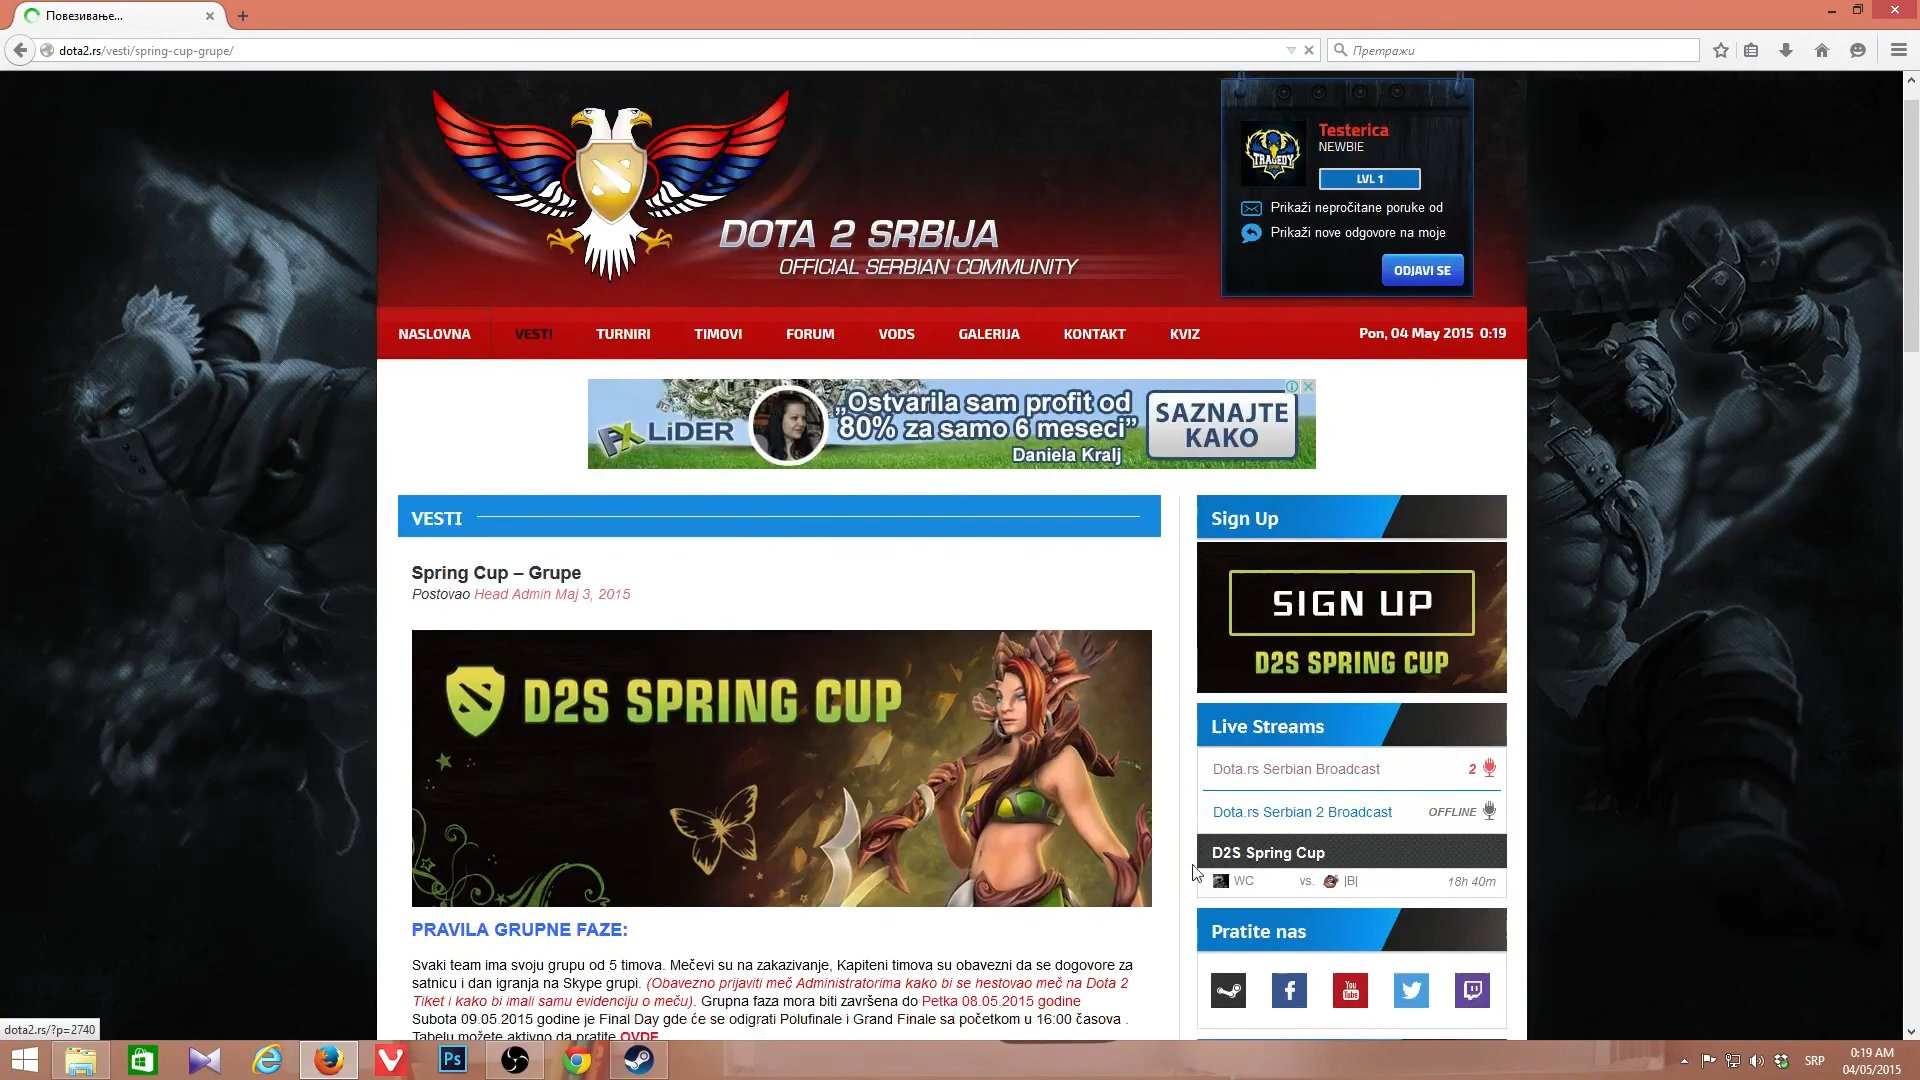 Повезивање...
dota2.rs/vesti/spring-cup-grupe/
Претражи
Testerica
NEWBIE
TRAGEDY
LVL 1
Prikaži nepročitane poruke od
Prikaži nove odgovore na moje
ODJAVI SE
DOTA 2 SRBIJA
OFFICIAL SERBIAN COMMUNITY
NASLOVNA VESTI TURNIRI TIMOVI FORUM VODS GALERIJA KONTAKT KVIZ Pon, 04 May 2015 0:19
FX LiDER
„Ostvarila sam profit od
80% za samo 6 meseci”
Daniela Kralj
SAZNAJTE
KAKO
VESTI
Spring Cup – Grupe
Postovao Head Admin Maj 3, 2015
D2S SPRING CUP
PRAVILA GRUPNE FAZE:
Svaki team ima svoju grupu od 5 timova. Mečevi su na zakazivanje, Kapiteni timova su obavezni da se dogovore za
satnicu i dan igranja na Skype grupi. (Obavezno prijaviti meč Administratorima kako bi se hestovao meč na Dota 2
Tiket i kako bi imali samu evidenciju o meču). Grupna faza mora biti završena do Petka 08.05.2015 godine
Subota 09.05.2015 godine je Final Day gde će se odigrati Polufinale i Grand Finale sa početkom u 16:00 časova .
Tabelu možete aktivno da pratite OVDE
Sign Up
SIGN UP
D2S SPRING CUP
Live Streams
Dota.rs Serbian Broadcast 2
Dota.rs Serbian 2 Broadcast OFFLINE
D2S Spring Cup
WC vs. |B| 18h 40m
Pratite nas
You
Tube
dota2.rs/?p=2740
Ps
SRP
0:19 AM
04/05/2015